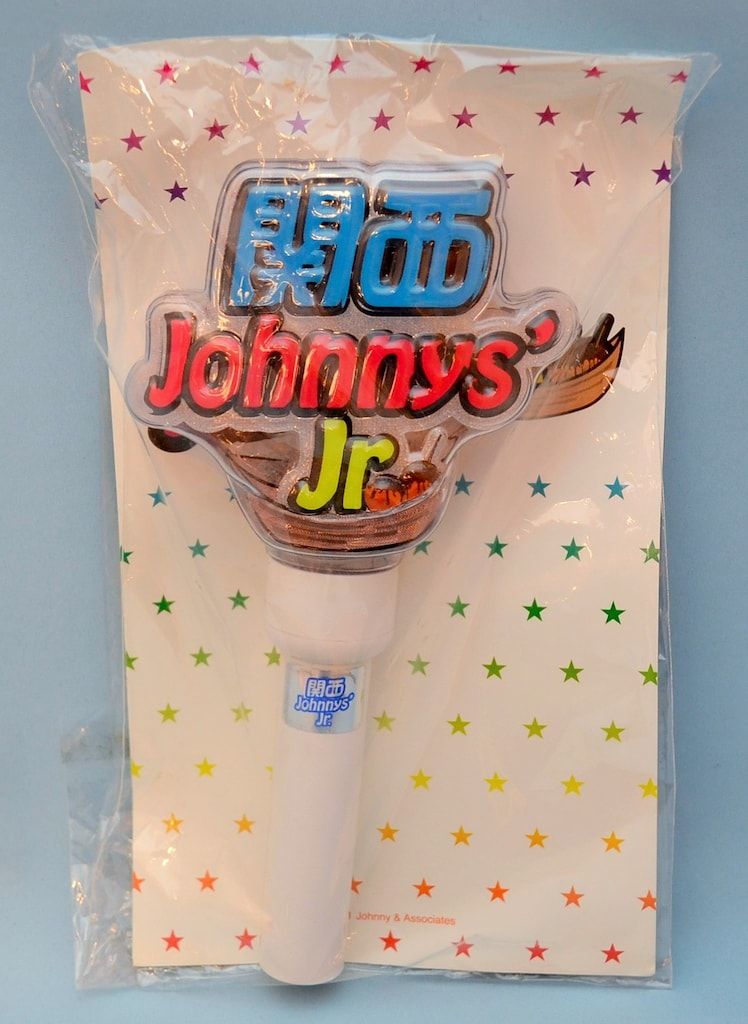 関西
Johnnys'
Jr
関西
Johnnys'
Jr.
Johnny & Associates